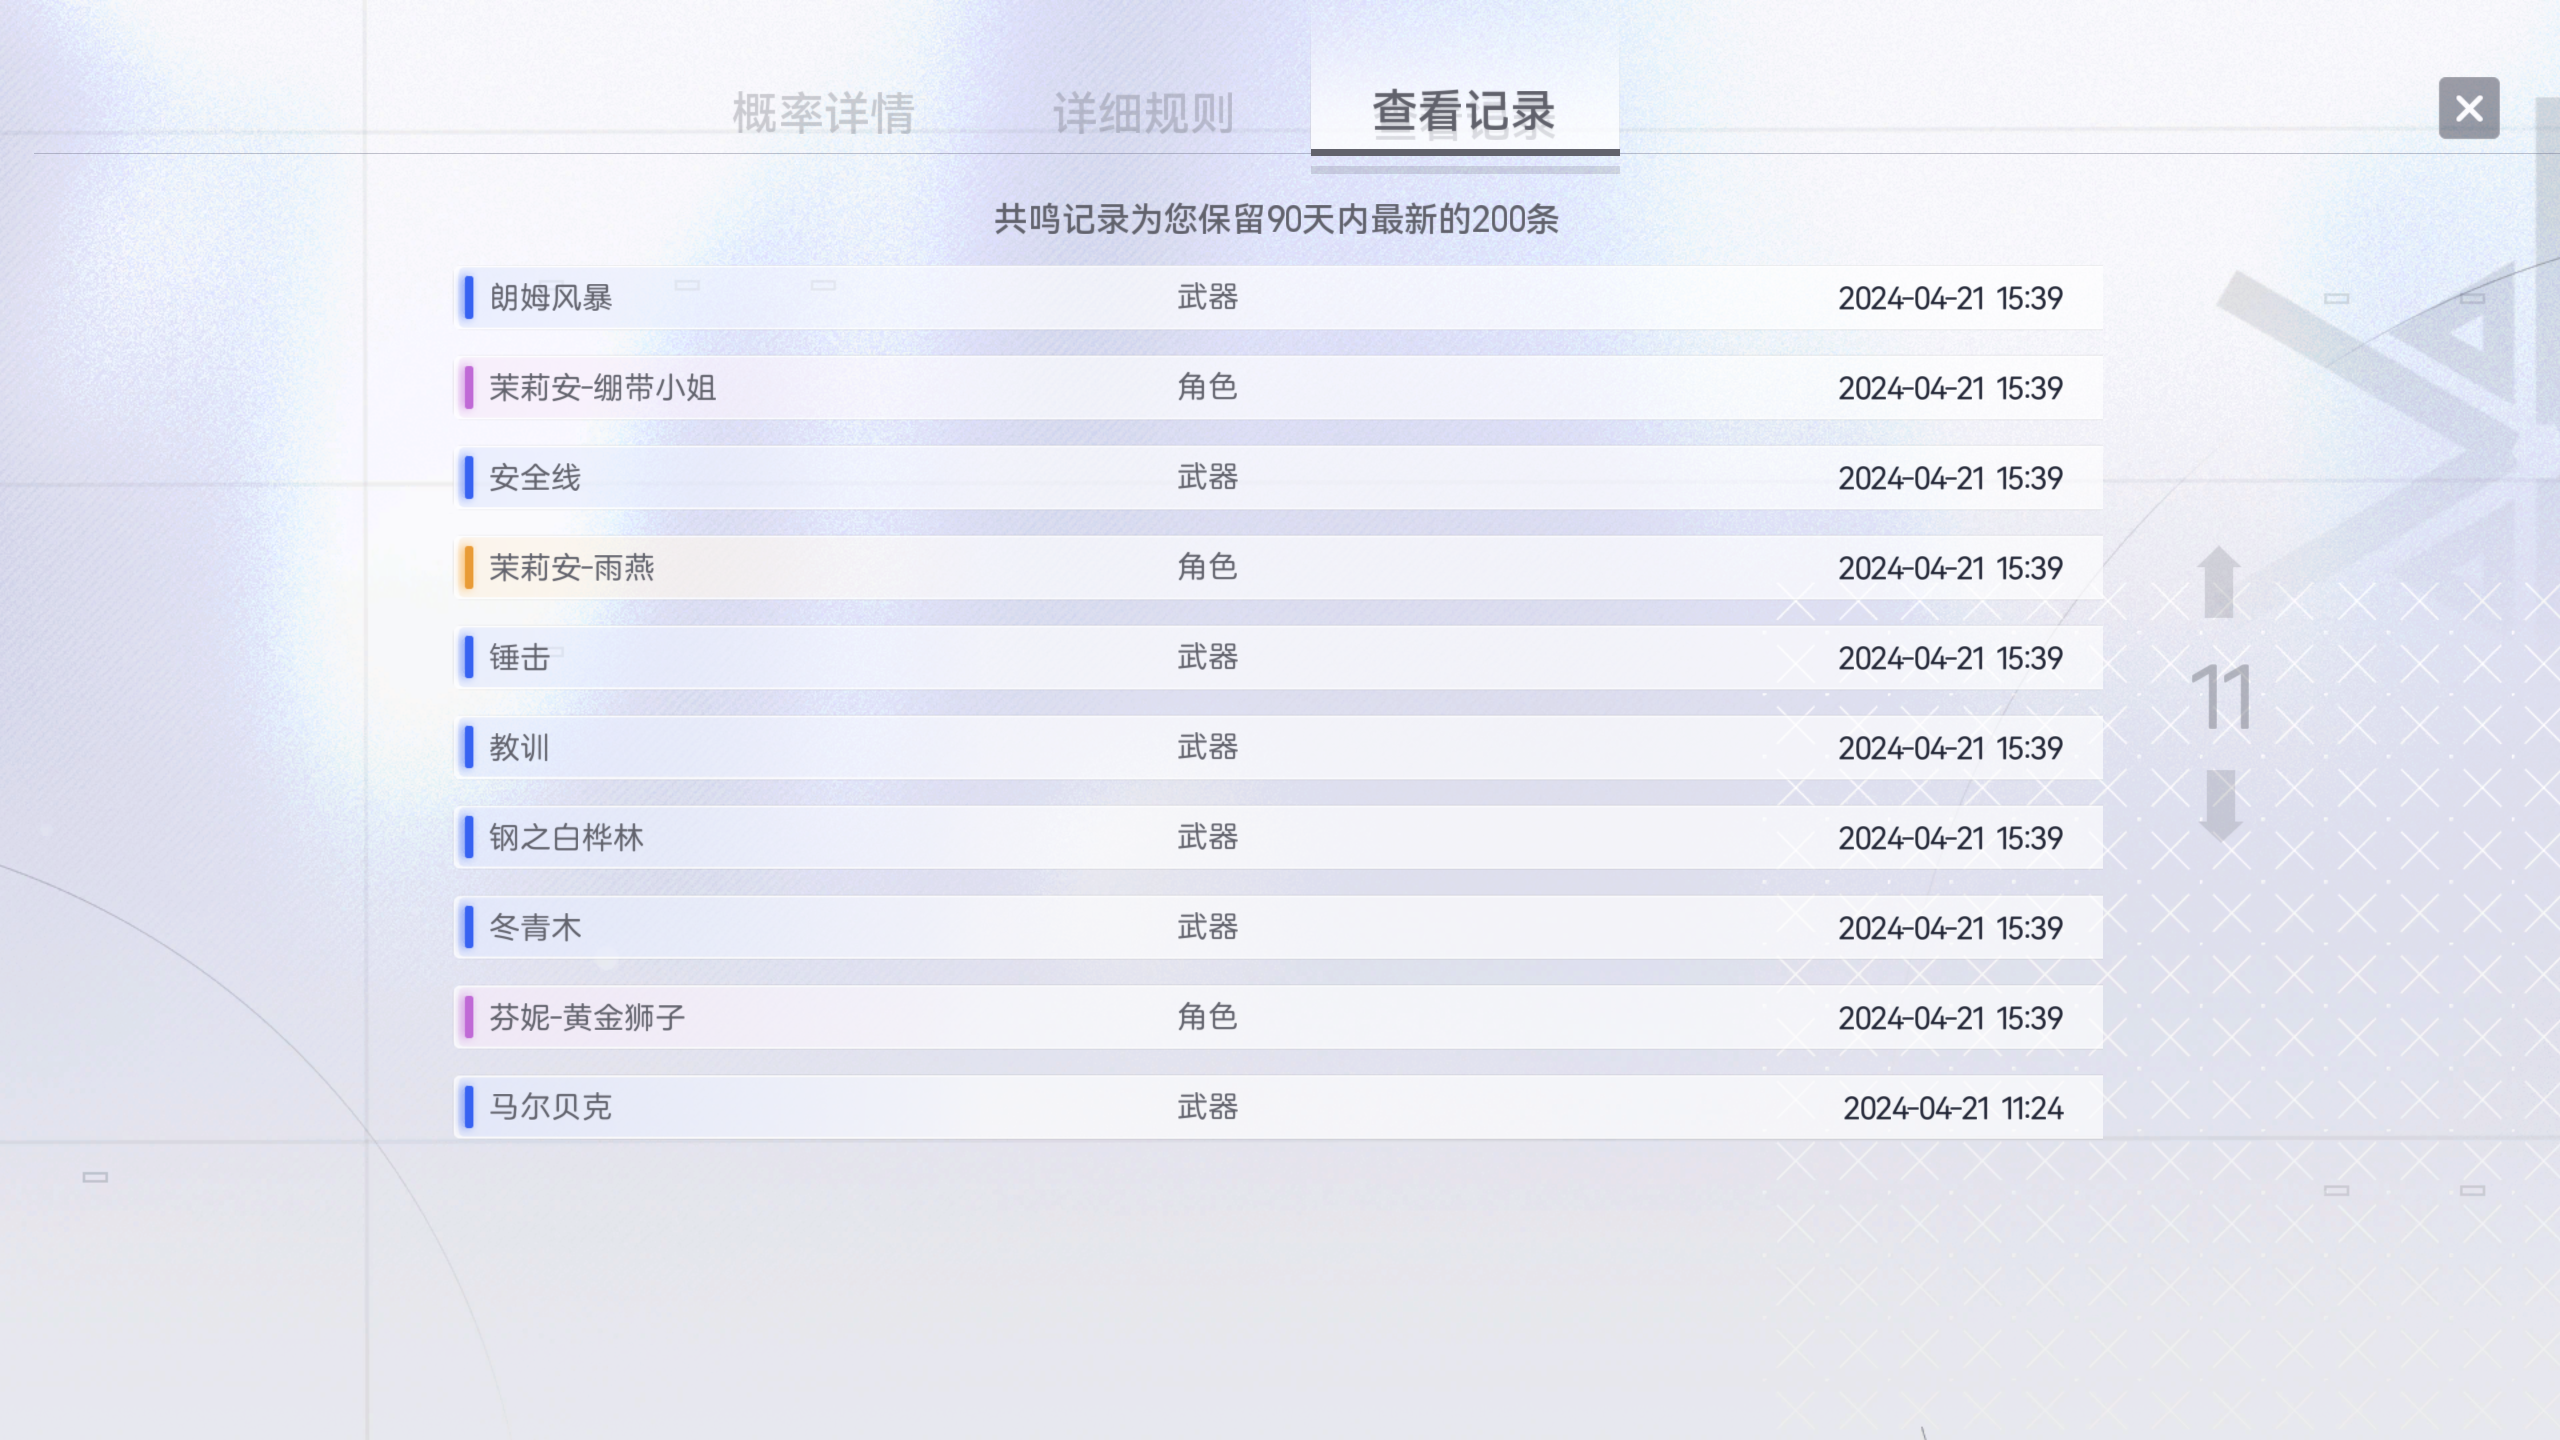 概率详情 详细规则 查看记录
共鸣记录为您保留90天内最新的200条
朗姆风暴 武器 2024-04-21 15:39
茉莉安-绷带小姐 角色 2024-04-21 15:39
安全线 武器 2024-04-21 15:39
茉莉安-雨燕 角色 2024-04-21 15:39
锤击 武器 2024-04-21 15:39
教训 武器 2024-04-21 15:39
11
钢之白桦林 武器 2024-04-21 15:39
冬青木 武器 2024-04-21 15:39
芬妮-黄金狮子 角色 2024-04-21 15:39
马尔贝克 武器 2024-04-21 11:24